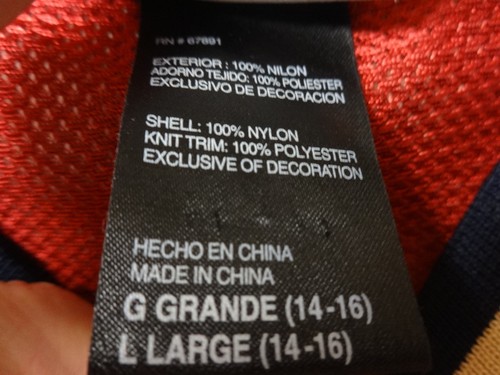 RN # 67891
EXTERIOR : 100% NILON
ADORNO TEJIDO: 100% POLIESTER
EXCLUSIVO DE DECORACION
SHELL: 100% NYLON
KNIT TRIM: 100% POLYESTER
EXCLUSIVE OF DECORATION
HECHO EN CHINA
MADE IN CHINA
G GRANDE (14-16)
L LARGE (14-16)